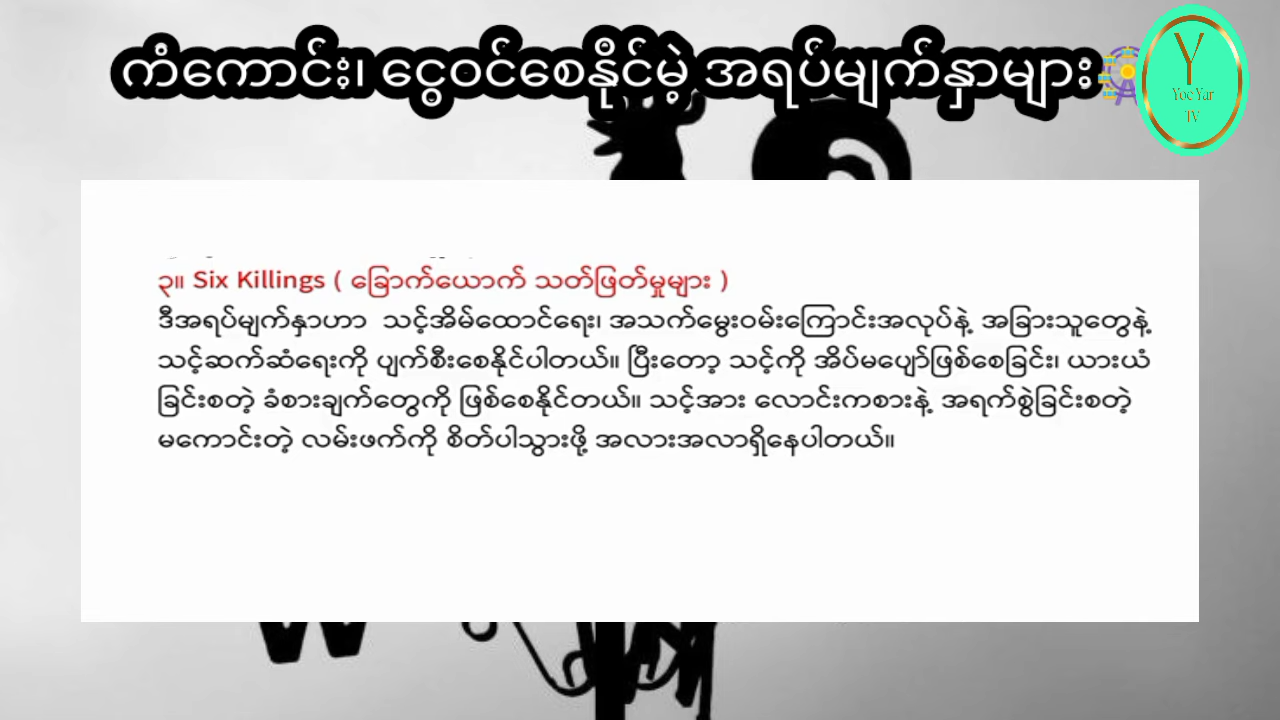 ကံကောင်း၊ ငွေဝင်စေနိုင်မဲ့ အရပ်မျက်နှာများ
Y
Yoe Yar
TV
၃။ Six Killings ( ခြောက်ယောက် သတ်ဖြတ်မှုများ )
ဒီအရပ်မျက်နှာဟာ သင့်အိမ်ထောင်ရေး၊ အသက်မွေးဝမ်းကြောင်းအလုပ်နဲ့ အခြားသူတွေနဲ့
သင့်ဆက်ဆံရေးကို ပျက်စီးစေနိုင်ပါတယ်။ ပြီးတော့ သင့်ကို အိပ်မပျော်ဖြစ်စေခြင်း၊ ယားယံ
ခြင်းစတဲ့ ခံစားချက်တွေကို ဖြစ်စေနိုင်တယ်။ သင့်အား လောင်းကစားနဲ့ အရက်စွဲခြင်းစတဲ့
မကောင်းတဲ့ လမ်းဖက်ကို စိတ်ပါသွားဖို့ အလားအလာရှိနေပါတယ်။
W